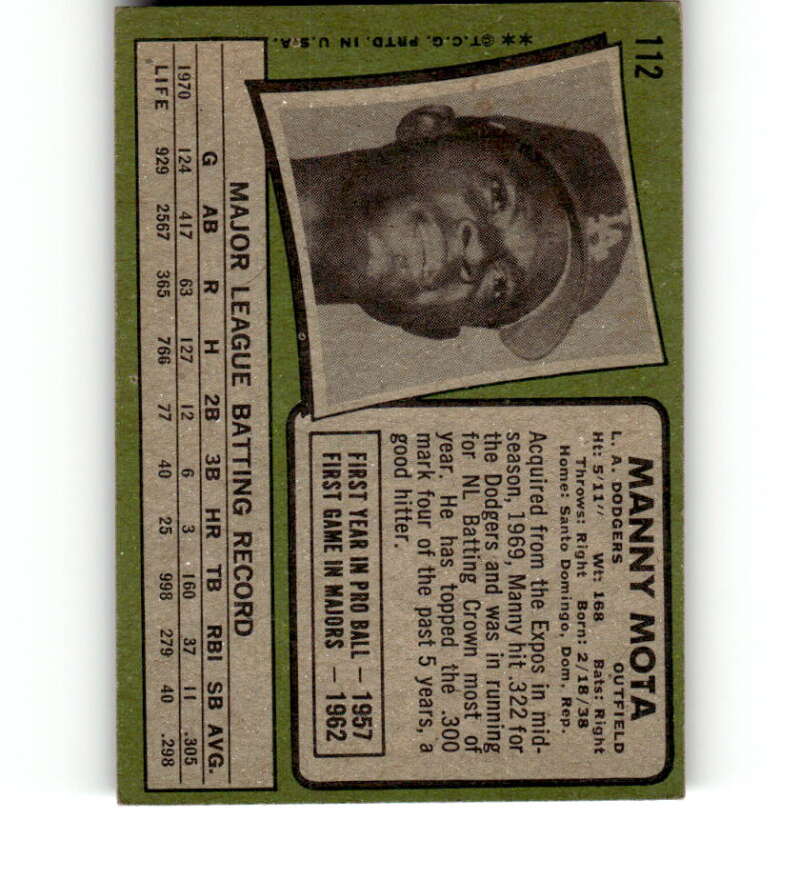 112
LA
MANNY MOTA
L. A. DODGERS OUTFIELD
Ht: 5'11" Wt: 168 Bats: Right
Throws: Right Born: 2/18/38
Home: Santo Domingo, Dom. Rep.
Acquired from the Expos in mid-
season, 1969, Manny hit .322 for
the Dodgers and was in running
for NL Batting Crown most of
year. He has topped the .300
mark four of the past 5 years, a
good hitter.
FIRST YEAR IN PRO BALL — 1957
FIRST GAME IN MAJORS — 1962
MAJOR LEAGUE BATTING RECORD
G AB R H 2B 3B HR TB RBI SB AVG.
1970 124 417 63 127 12 6 3 160 37 11 .305
LIFE 929 2567 365 766 77 40 25 998 279 40 .298
**©T.C.G. PRTD. IN U.S.A.